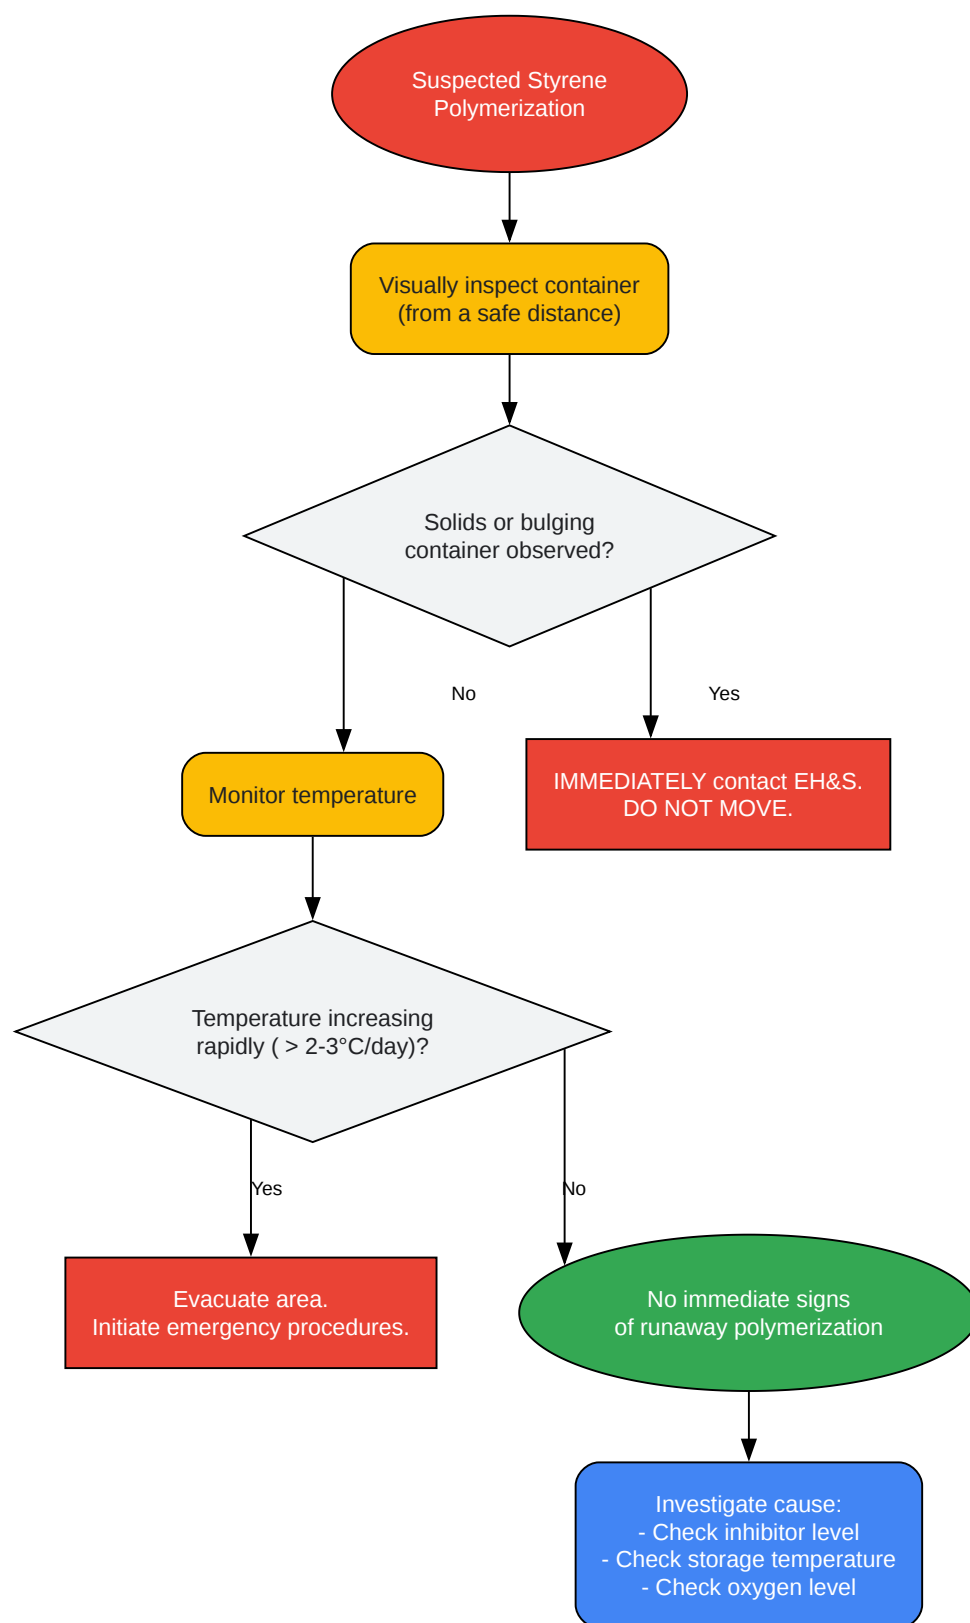 Suspected Styrene
Polymerization
Visually inspect container
(from a safe distance)
Solids or bulging
container observed?
No
Yes
Monitor temperature
IMMEDIATELY contact EH&S.
DO NOT MOVE.
Temperature increasing
rapidly ( > 2-3°C/day)?
Yes
No
Evacuate area.
Initiate emergency procedures.
No immediate signs
of runaway polymerization
Investigate cause:
- Check inhibitor level
- Check storage temperature
- Check oxygen level